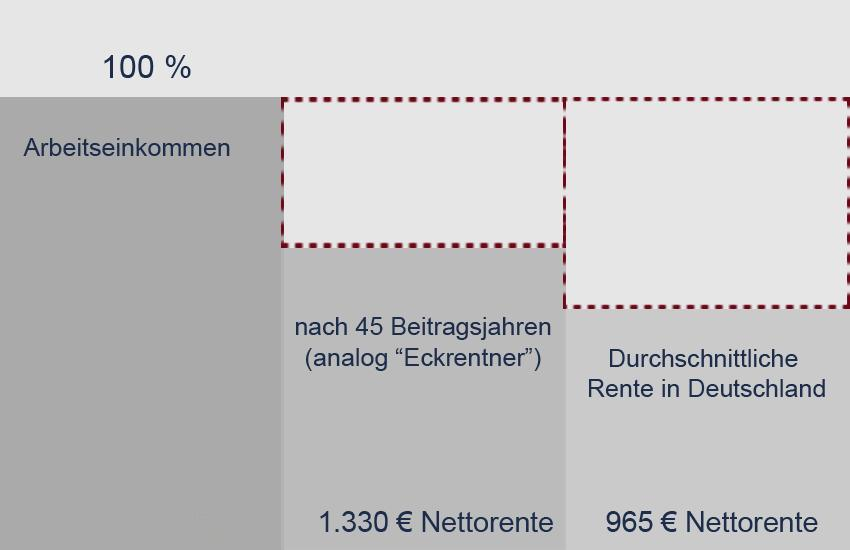 100 %
Arbeitseinkommen
nach 45 Beitragsjahren
(analog “Eckrentner”)
Durchschnittliche
Rente in Deutschland
1.330 € Nettorente
965 € Nettorente